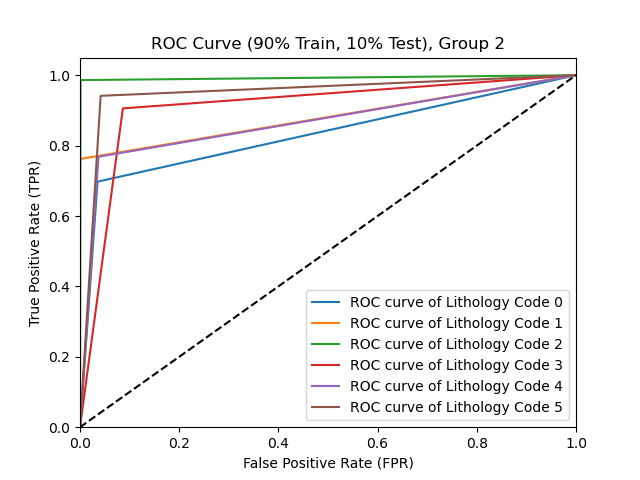 ROC Curve (90% Train, 10% Test), Group 2
True Positive Rate (TPR)
1.0
0.8
0.6
0.4
0.2
0.0
ROC curve of Lithology Code 0
ROC curve of Lithology Code 1
ROC curve of Lithology Code 2
ROC curve of Lithology Code 3
ROC curve of Lithology Code 4
ROC curve of Lithology Code 5
0.0 0.2 0.4 0.6 0.8 1.0
False Positive Rate (FPR)